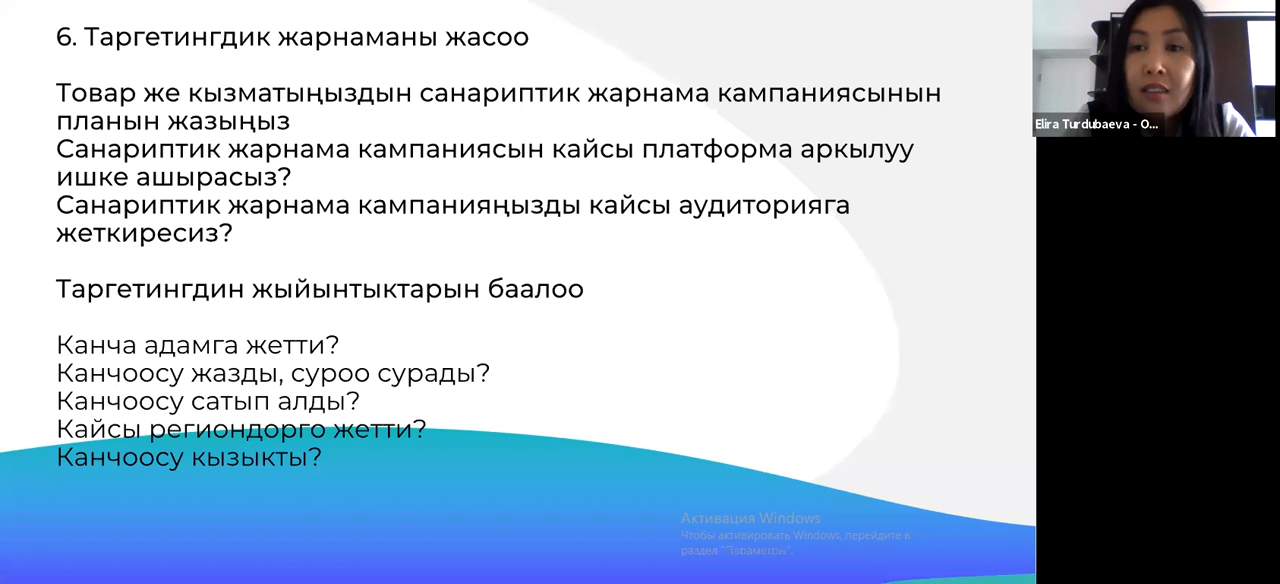 6. Таргетингдик жарнаманы жасоо
Товар же кызматыңыздын санариптик жарнама кампаниясынын
планын жазыңыз
Санариптик жарнама кампаниясын кайсы платформа аркылуу
ишке ашырасыз?
Санариптик жарнама кампанияңызды кайсы аудиторияга
жеткиресиз?
Таргетингдин жыйынтыктарын баалоо
Канча адамга жетти?
Канчоосу жазды, суроо сурады?
Канчоосу сатып алды?
Кайсы региондорго жетти?
Канчоосу кызыкты?
Elira Turdubaeva - O...
Активация Windows
Чтобы активировать Windows, перейдите в
раздел "Параметры".